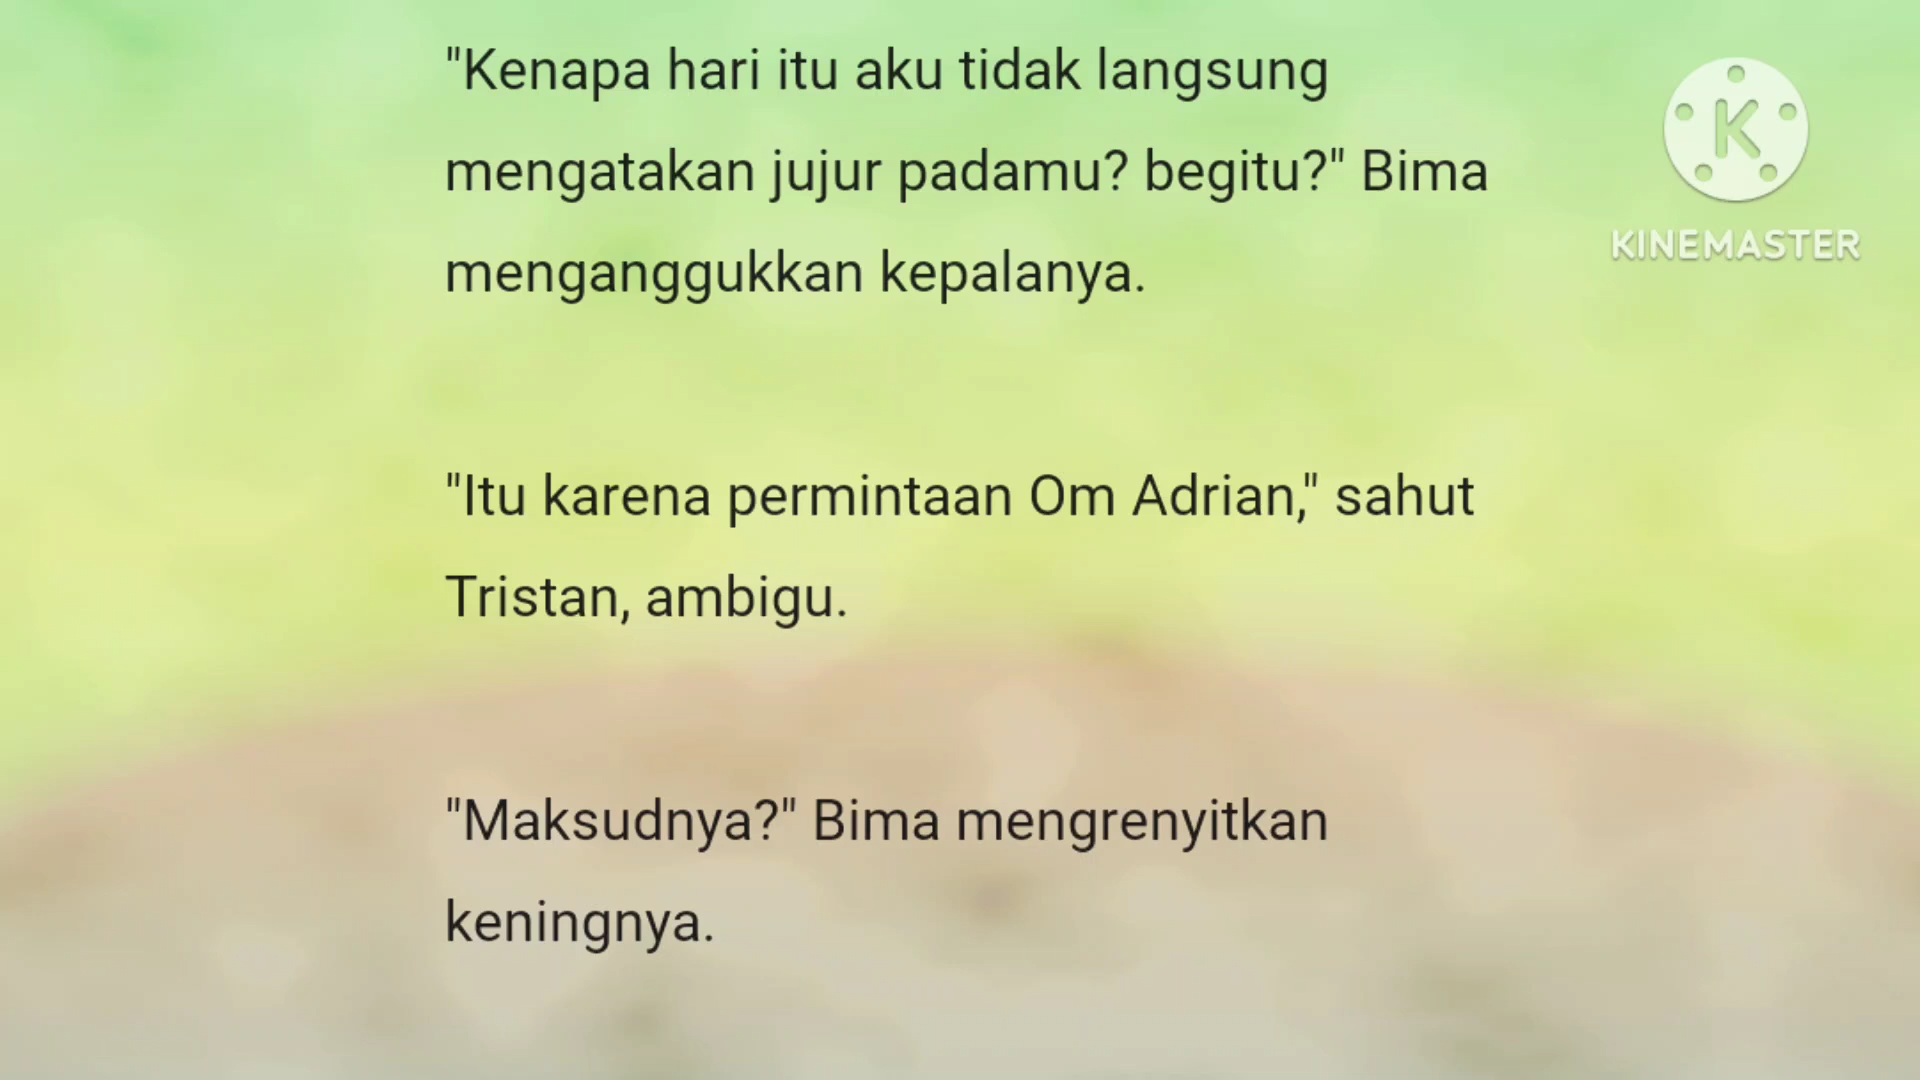 "Kenapa hari itu aku tidak langsung
mengatakan jujur padamu? begitu?" Bima
menganggukkan kepalanya.
"Itu karena permintaan Om Adrian," sahut
Tristan, ambigu.
"Maksudnya?" Bima mengrenyitkan
keningnya.
K
KINEMASTER